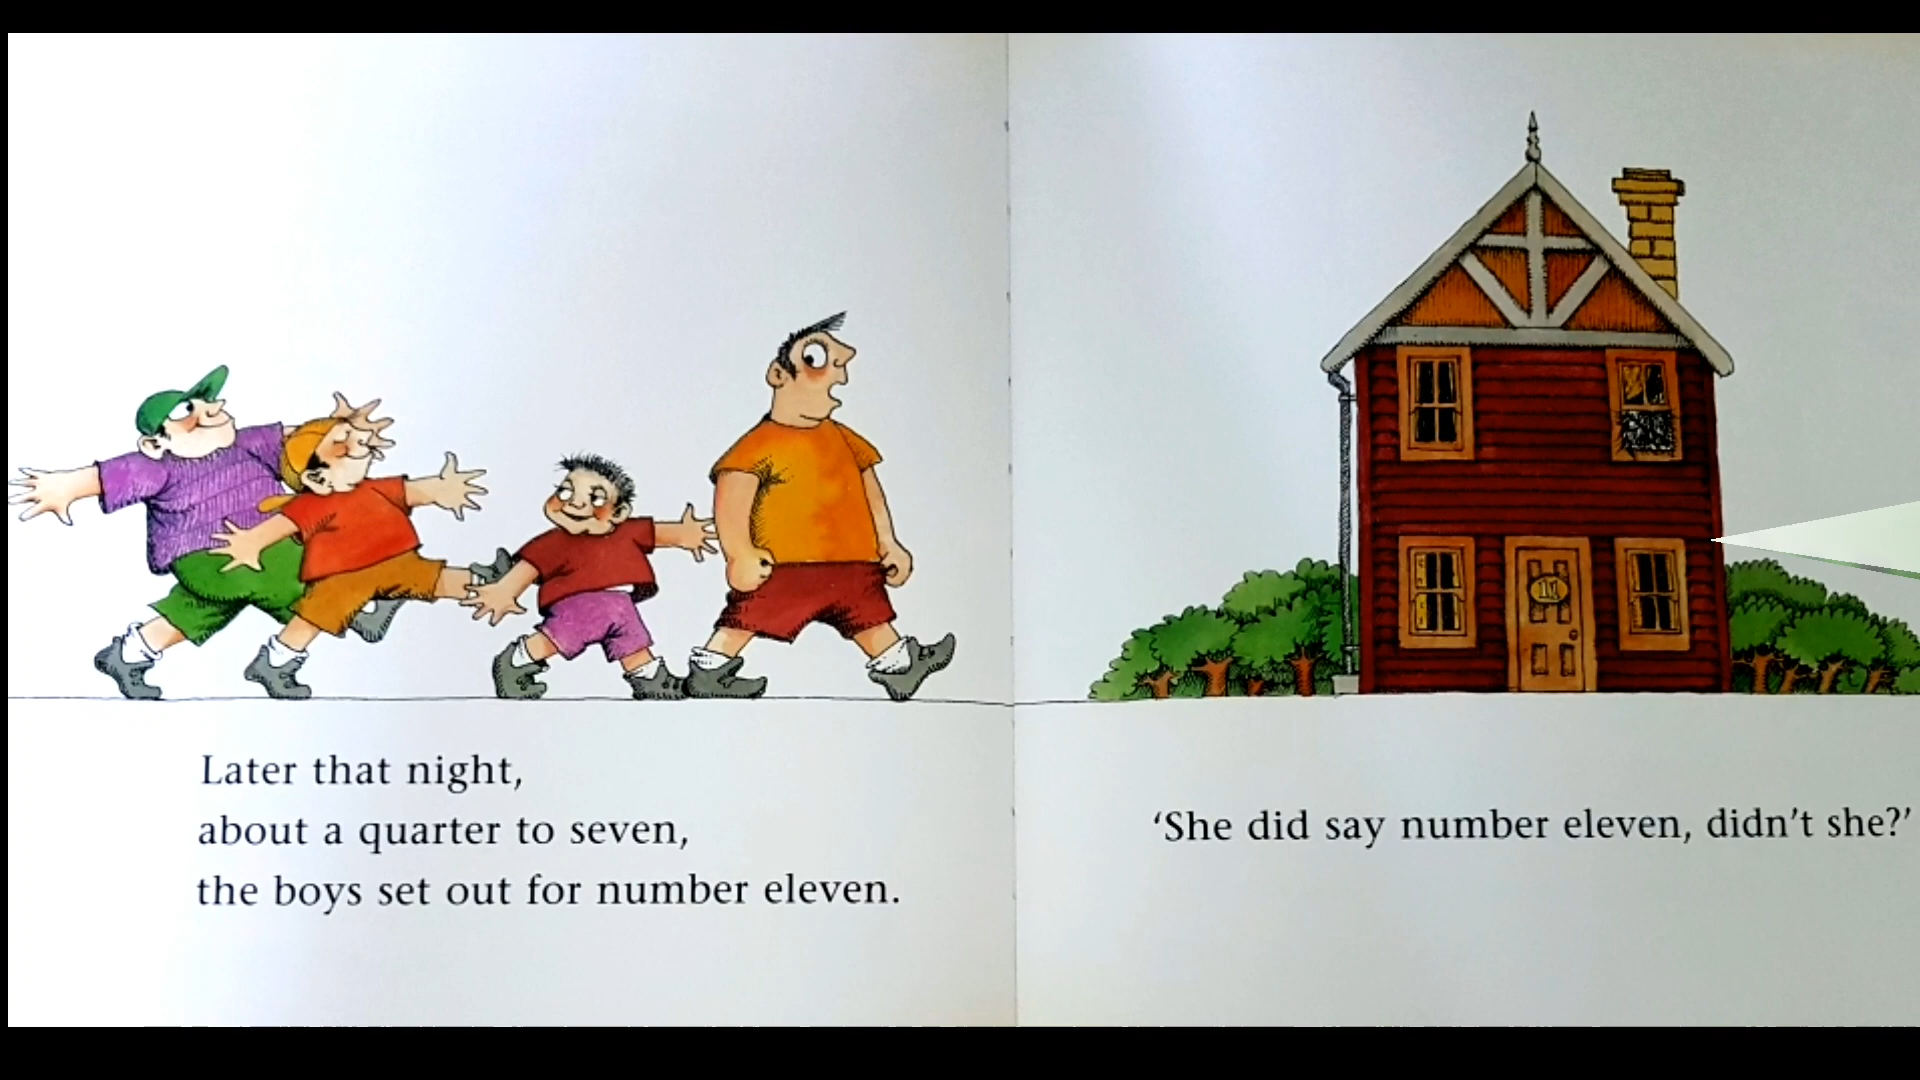 11
Later that night,
about a quarter to seven,
the boys set out for number eleven.
‘She did say number eleven, didn’t she?’